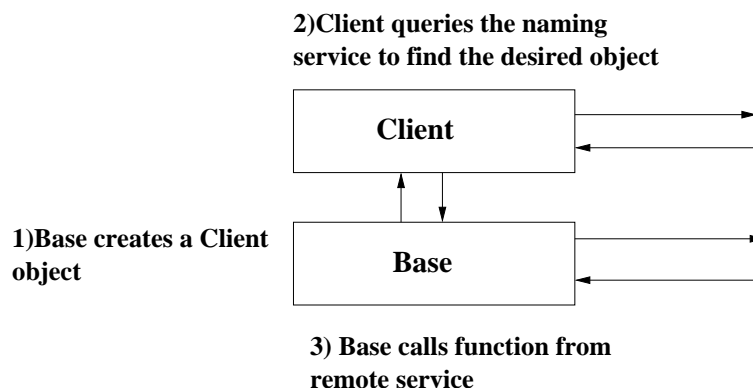 2)Client queries the naming
service to find the desired object
Client
1)Base creates a Client
object
Base
3) Base calls function from
remote service